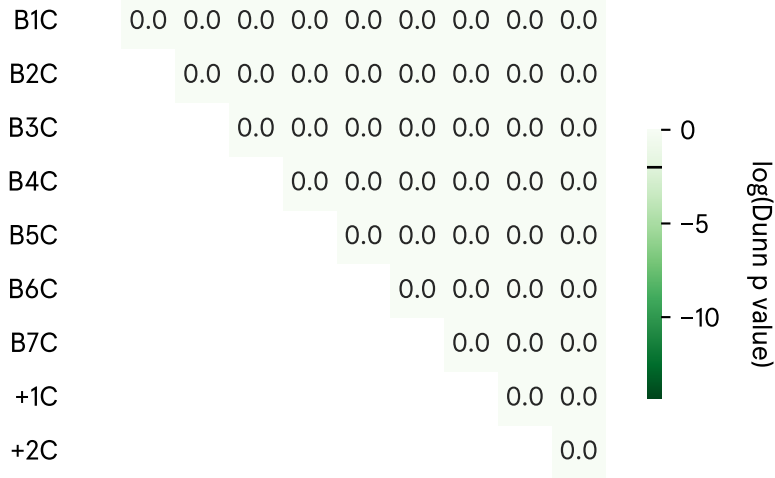 B1C 0.0 0.0 0.0 0.0 0.0 0.0 0.0 0.0 0.0
B2C 0.0 0.0 0.0 0.0 0.0 0.0 0.0 0.0
B3C 0.0 0.0 0.0 0.0 0.0 0.0 0.0
B4C 0.0 0.0 0.0 0.0 0.0 0.0
B5C 0.0 0.0 0.0 0.0 0.0
B6C 0.0 0.0 0.0 0.0
B7C 0.0 0.0 0.0
+1C 0.0 0.0
+2C 0.0
0
−5
−10
log(Dunn p value)